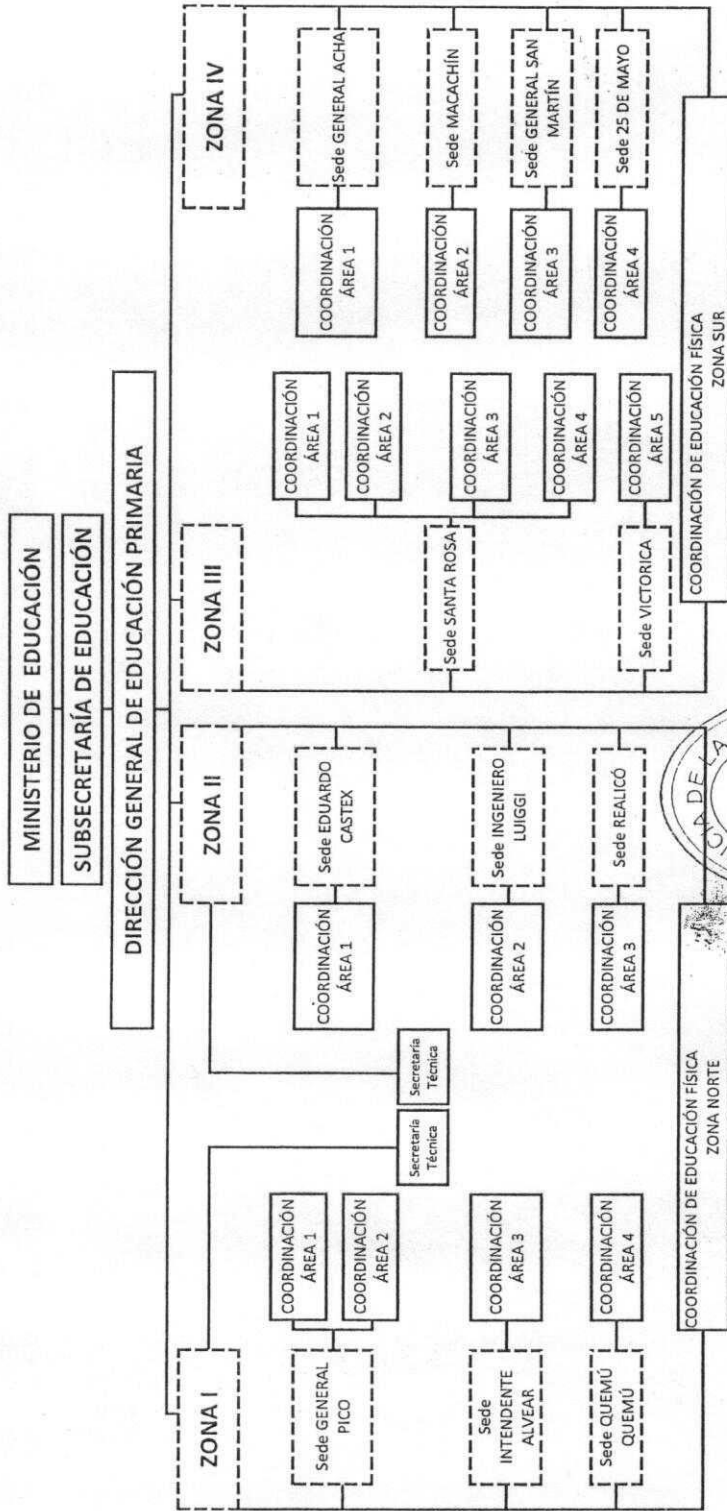 MINISTERIO DE EDUCACIÓN
SUBSECRETARÍA DE EDUCACIÓN
DIRECCIÓN GENERAL DE EDUCACIÓN PRIMARIA
ZONA I
Sede GENERAL
PICO
COORDINACIÓN
ÁREA 1
COORDINACIÓN
ÁREA 2
Sede
INTENDENTE
ALVEAR
COORDINACIÓN
ÁREA 3
Sede QUEMÚ
QUEMÚ
COORDINACIÓN
ÁREA 4
Secretaría
Técnica
Secretaría
Técnica
ZONA II
COORDINACIÓN
ÁREA 1
Sede EDUARDO
CASTEX
COORDINACIÓN
ÁREA 2
Sede INGENIERO
LUIGGI
COORDINACIÓN
ÁREA 3
Sede REALICÓ
COORDINACIÓN DE EDUCACIÓN FÍSICA
ZONA NORTE
ZONA III
Sede SANTA ROSA
COORDINACIÓN
ÁREA 1
COORDINACIÓN
ÁREA 2
COORDINACIÓN
ÁREA 3
COORDINACIÓN
ÁREA 4
Sede VICTORICA
COORDINACIÓN
ÁREA 5
ZONA IV
COORDINACIÓN
ÁREA 1
Sede GENERAL ACHA
COORDINACIÓN
ÁREA 2
Sede MACACHÍN
COORDINACIÓN
ÁREA 3
Sede GENERAL SAN
MARTÍN
COORDINACIÓN
ÁREA 4
Sede 25 DE MAYO
COORDINACIÓN DE EDUCACIÓN FÍSICA
ZONA SUR
DE LA